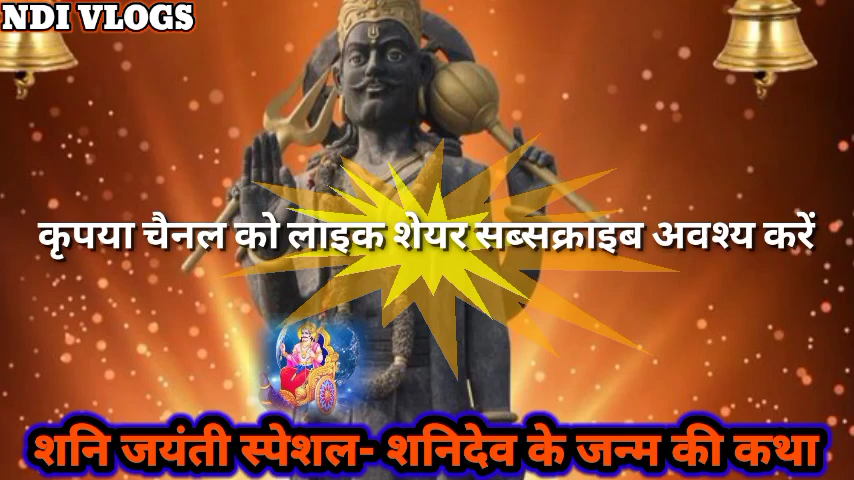 NDI VLOGS
कृपया चैनल को लाइक शेयर सब्सक्राइब अवश्य करें
शनि जयंती स्पेशल- शनिदेव के जन्म की कथा